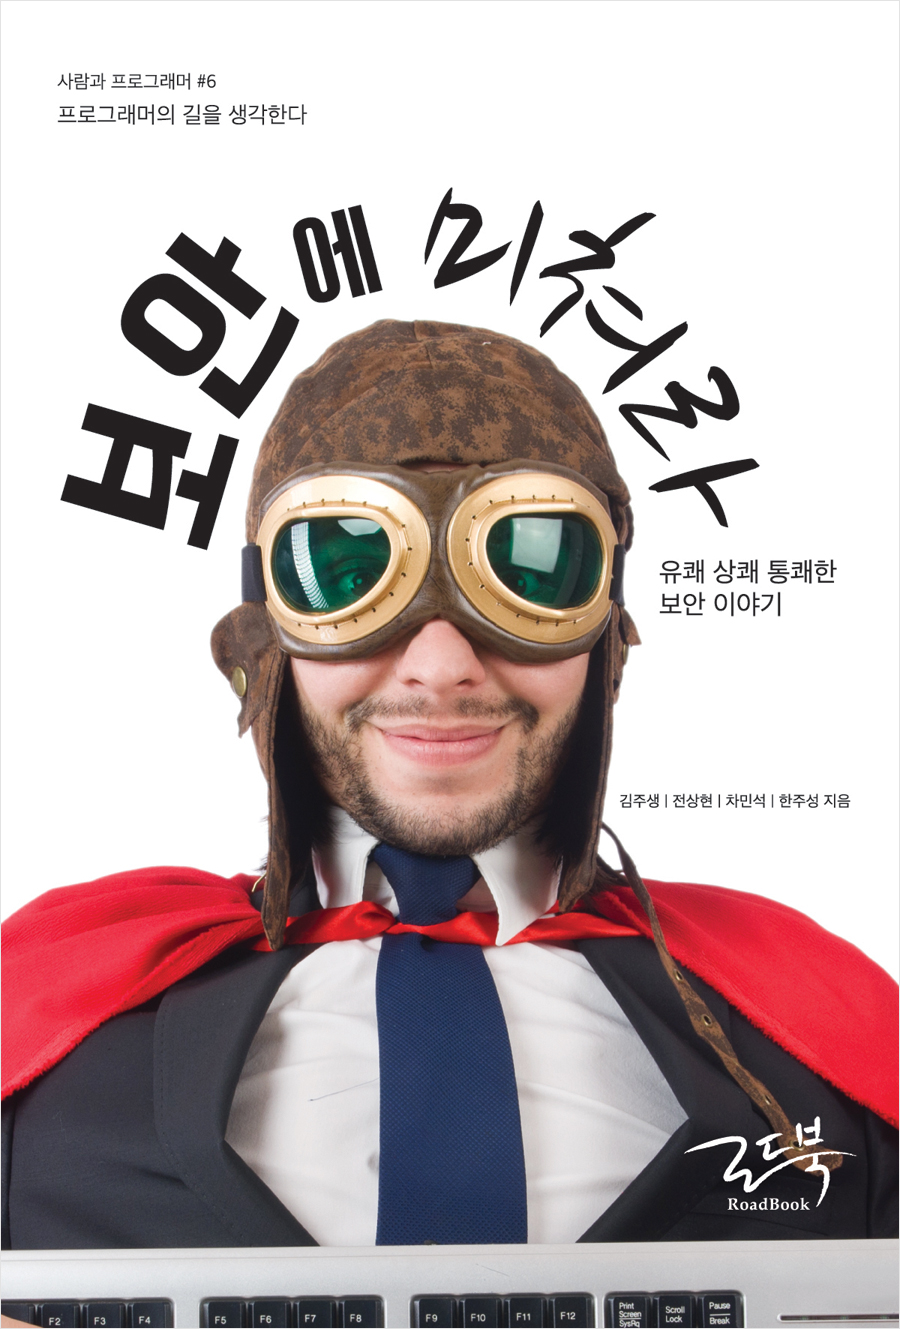 사람과 프로그래머 #6
프로그래머의 길을 생각한다
보안에 미친다라
유쾌 상쾌 통쾌한
보안 이야기
김주생 | 전상현 | 차민석 | 한주성 지음
로드북
RoadBook
F2 F3 F4 F5 F6 F7 F8 F9 F10 F11 F12
Print Screen SysRq
Scroll Lock
Pause Break